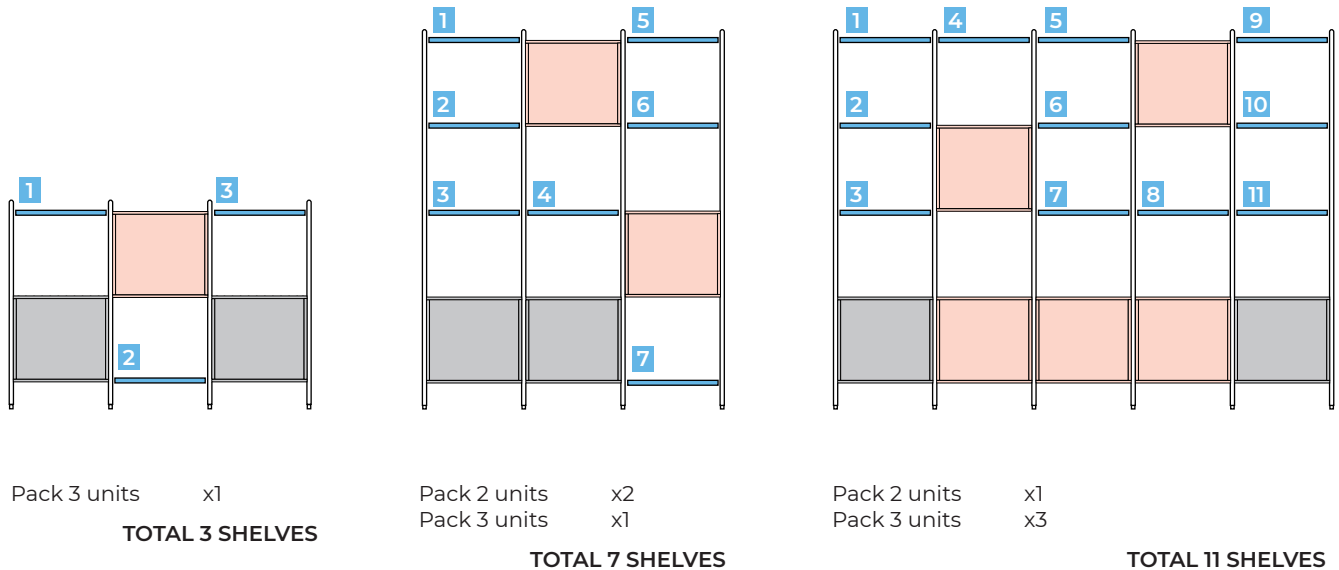 1
2
3
Pack 3 units x1
TOTAL 3 SHELVES
1
2
3
4
5
6
7
Pack 2 units x2
Pack 3 units x1
TOTAL 7 SHELVES
1
2
3
4
5
6
7
8
9
10
11
Pack 2 units x1
Pack 3 units x3
TOTAL 11 SHELVES